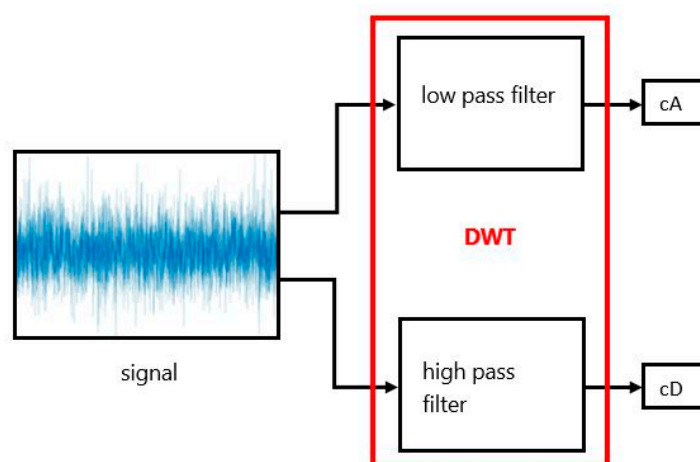 low pass filter
cA
DWT
signal
high pass
filter
cD